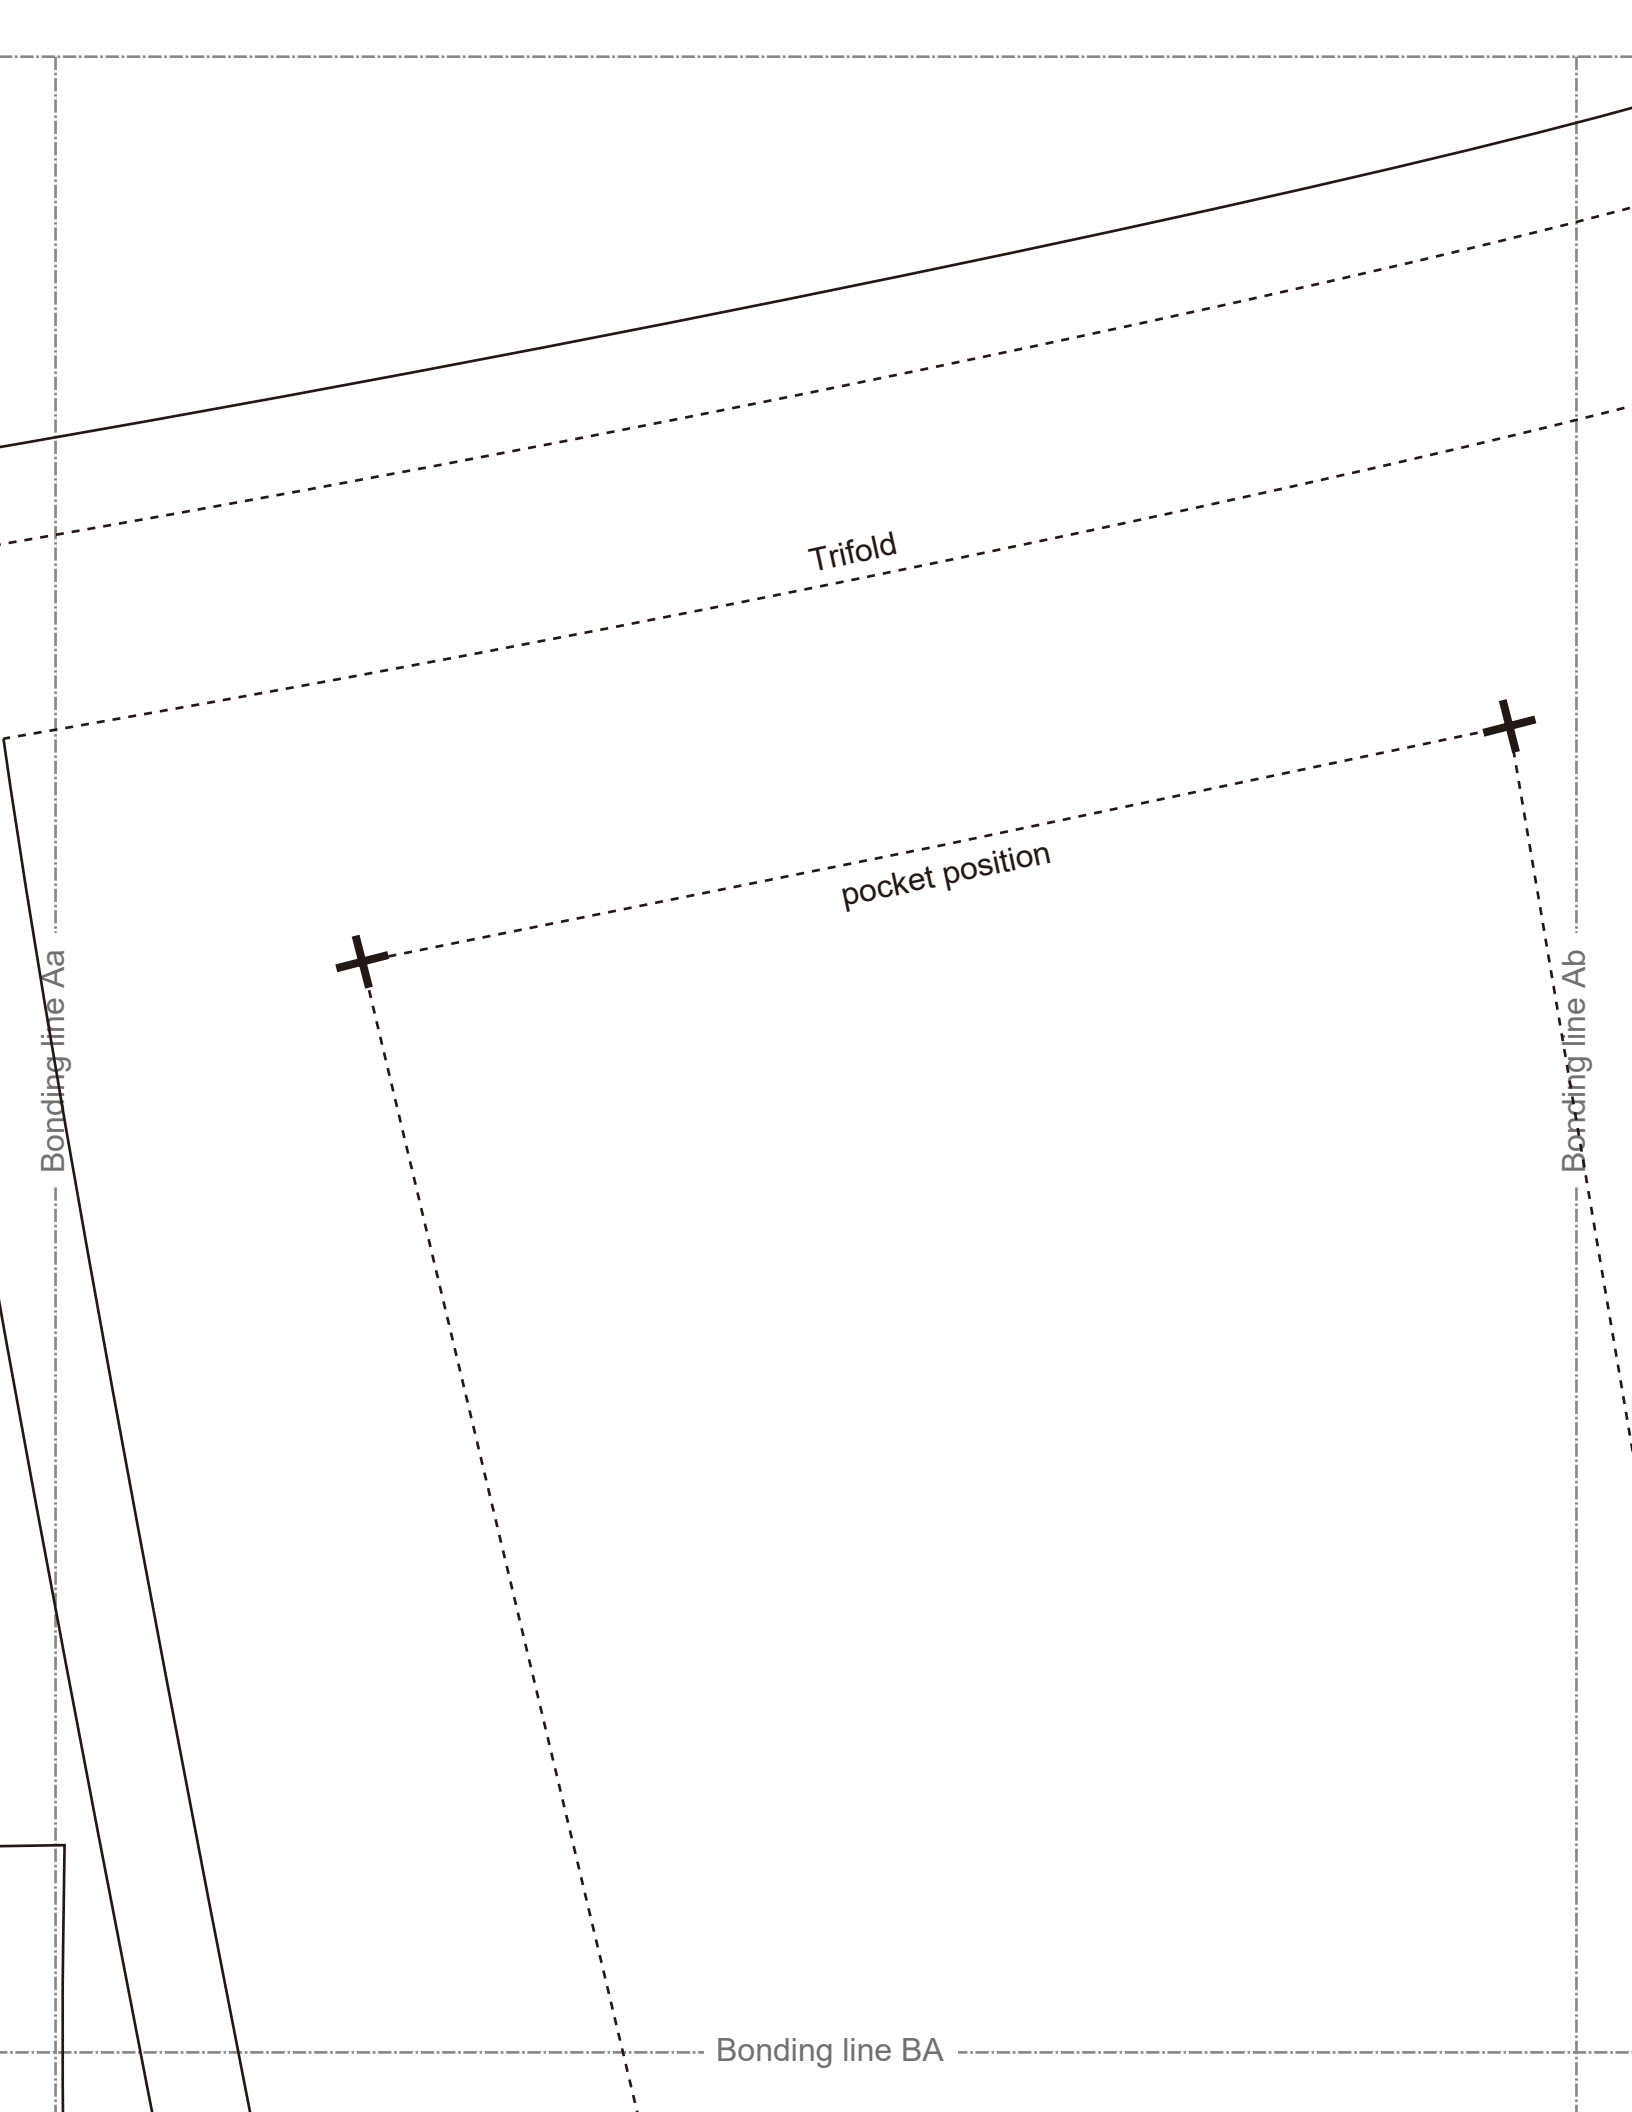 Trifold
pocket position
Bonding line Aa
Bonding line Ab
Bonding line BA